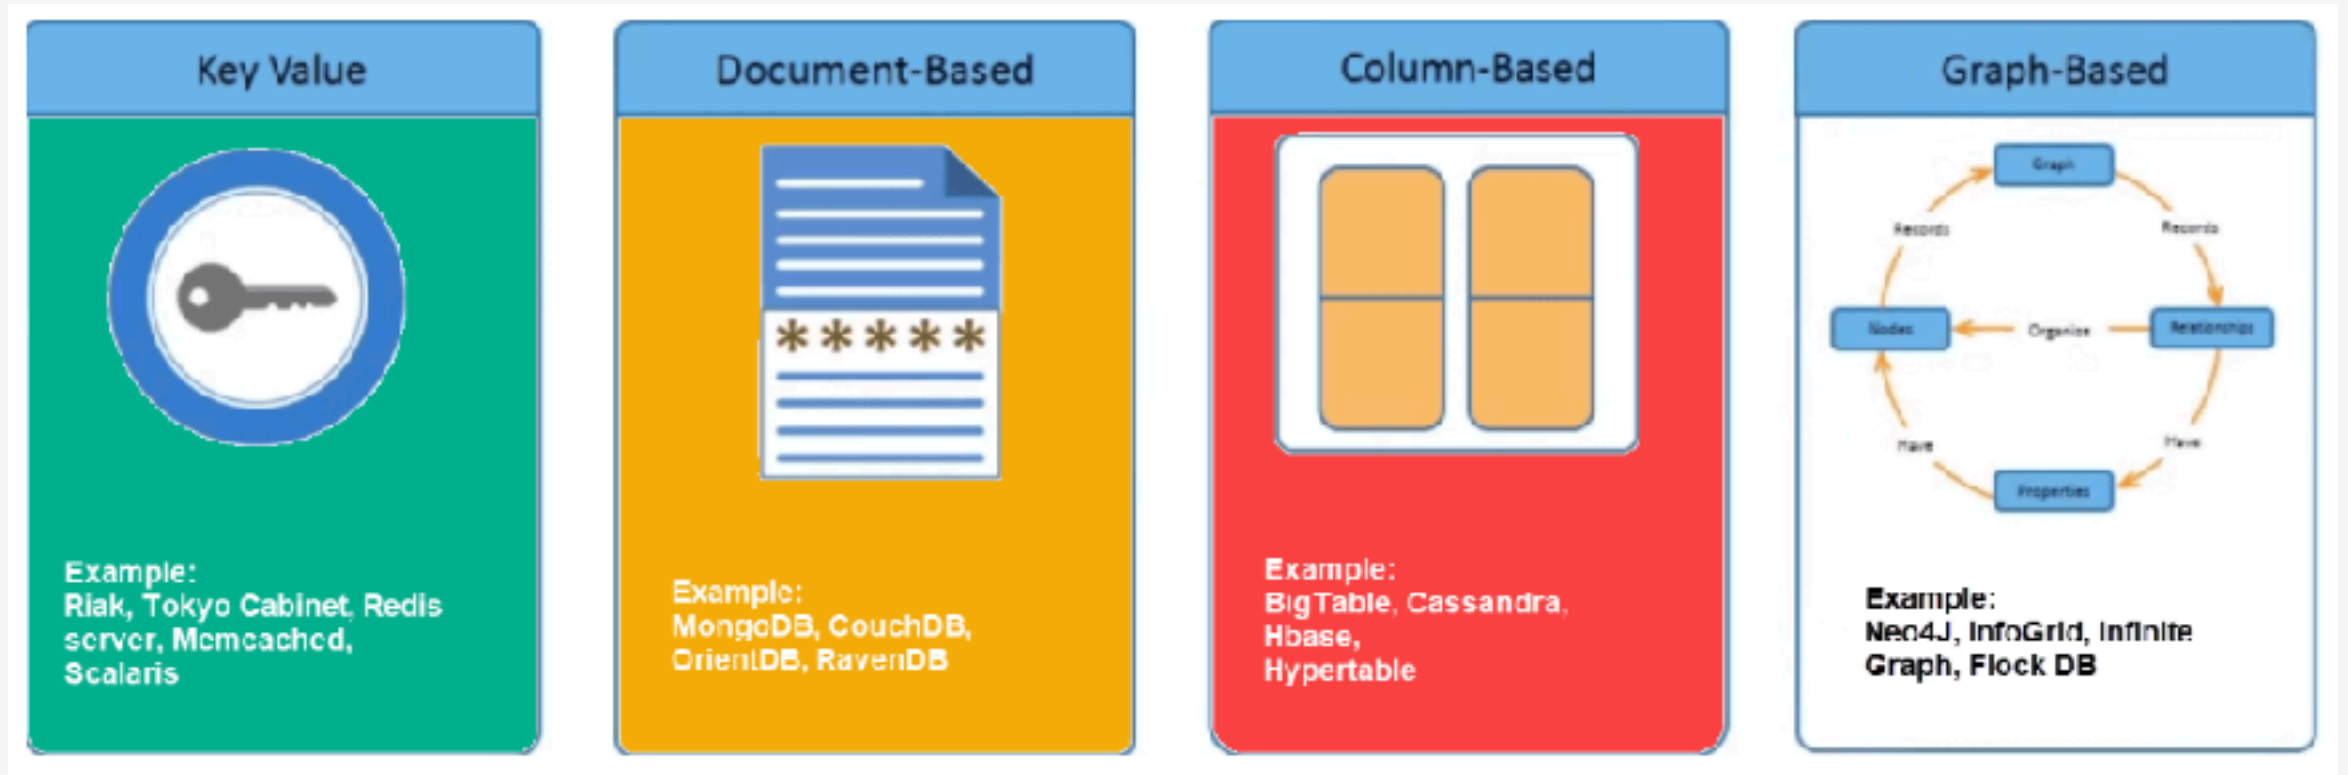 Key Value
Example:
Riak, Tokyo Cabinet, Redis
server, Memcached,
Scalaris
Document-Based
* * * * *
Example:
MongoDB, CouchDB,
OrientDB, RavenDB
Column-Based
Example:
BigTable, Cassandra,
Hbase,
Hypertable
Graph-Based
Graph
Records
Records
Nodes
Organise
Relationships
Have
Have
Properties
Example:
Neo4J, InfoGrid, Infinite
Graph, Flock DB